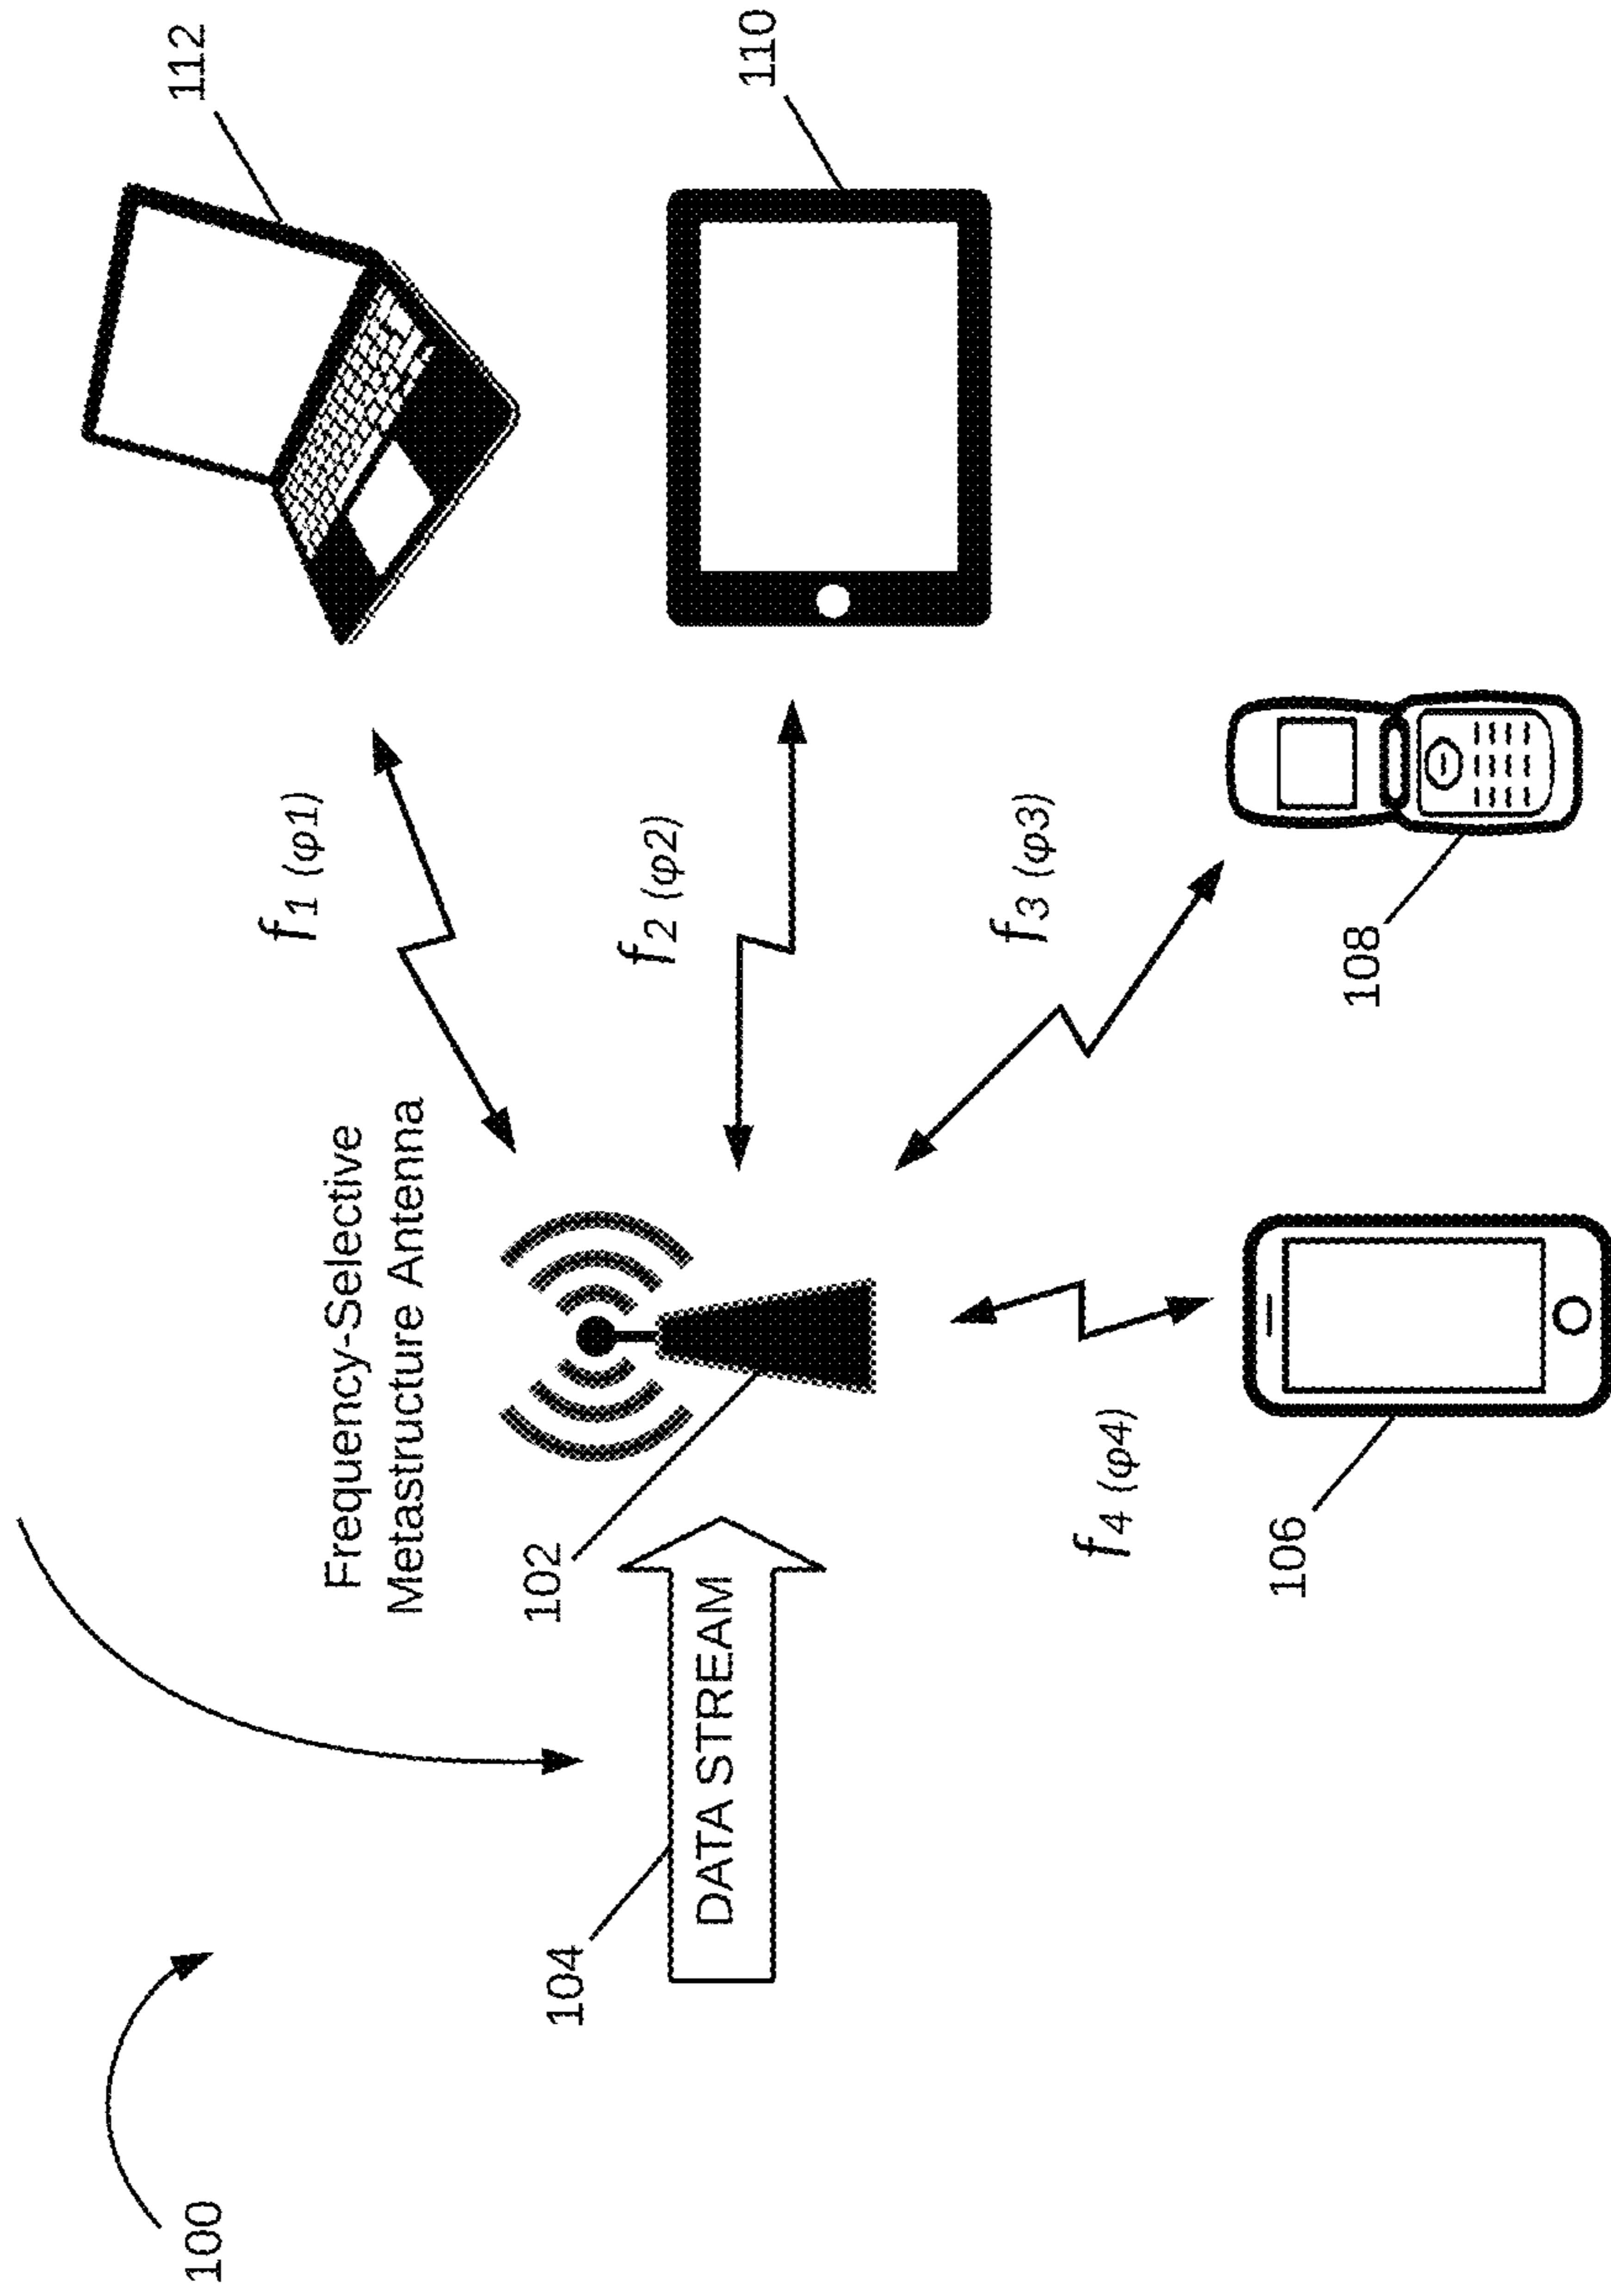 100
Frequency-Selective
Metastructure Antenna
112
f1 (φ1)
102
104
DATA STREAM
f2 (φ2)
110
f3 (φ3)
f4 (φ4)
108
106